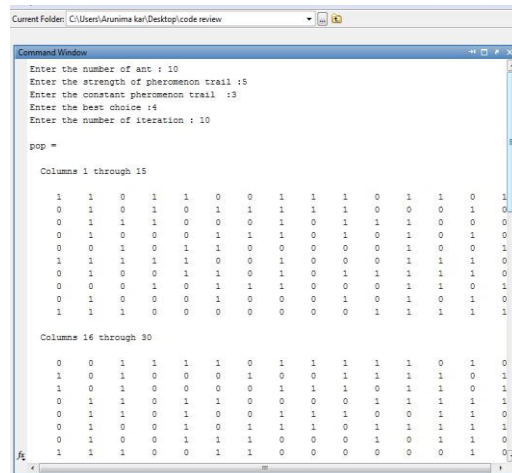 Current Folder: C:\Users\Arunima kar\Desktop\code review
Command Window
Enter the number of ant : 10
Enter the strength of pheromenon trail :5
Enter the constant pheromenon trail :3
Enter the best choice :4
Enter the number of iteration : 10
pop =
Columns 1 through 15
1 1 0 1 1 0 0 1 1 1 0 1 1 0 1
0 1 0 1 0 1 1 1 1 1 0 0 0 1 0
0 1 1 1 0 0 0 1 0 1 1 1 0 0 0
0 1 0 0 0 1 1 1 0 1 0 1 0 1 0
0 0 1 0 1 1 0 0 0 0 0 1 0 0 1
1 1 1 1 1 0 0 1 0 0 0 1 1 1 0
0 1 0 0 1 1 0 1 0 1 1 1 1 1 0
0 0 0 1 0 1 1 1 0 0 0 1 1 0 1
0 1 0 0 0 1 0 0 0 1 0 1 0 1 0
1 1 1 0 0 0 0 0 0 0 1 1 1 1 1
Columns 16 through 30
0 0 1 1 1 1 0 1 1 1 1 1 0 1 0
1 0 1 0 0 0 1 0 0 1 1 1 1 0 1
1 0 0 0 0 0 0 1 1 1 0 1 1 0 1
0 1 1 0 1 1 0 0 0 0 0 1 1 1 1
0 1 1 0 1 0 0 1 1 1 0 0 1 1 0
0 1 1 0 1 0 1 1 1 0 1 1 0 0 1
0 1 0 0 1 1 1 0 0 0 1 0 1 1 0
1 1 1 0 0 1 1 0 0 0 0 0 0 1 0
fx